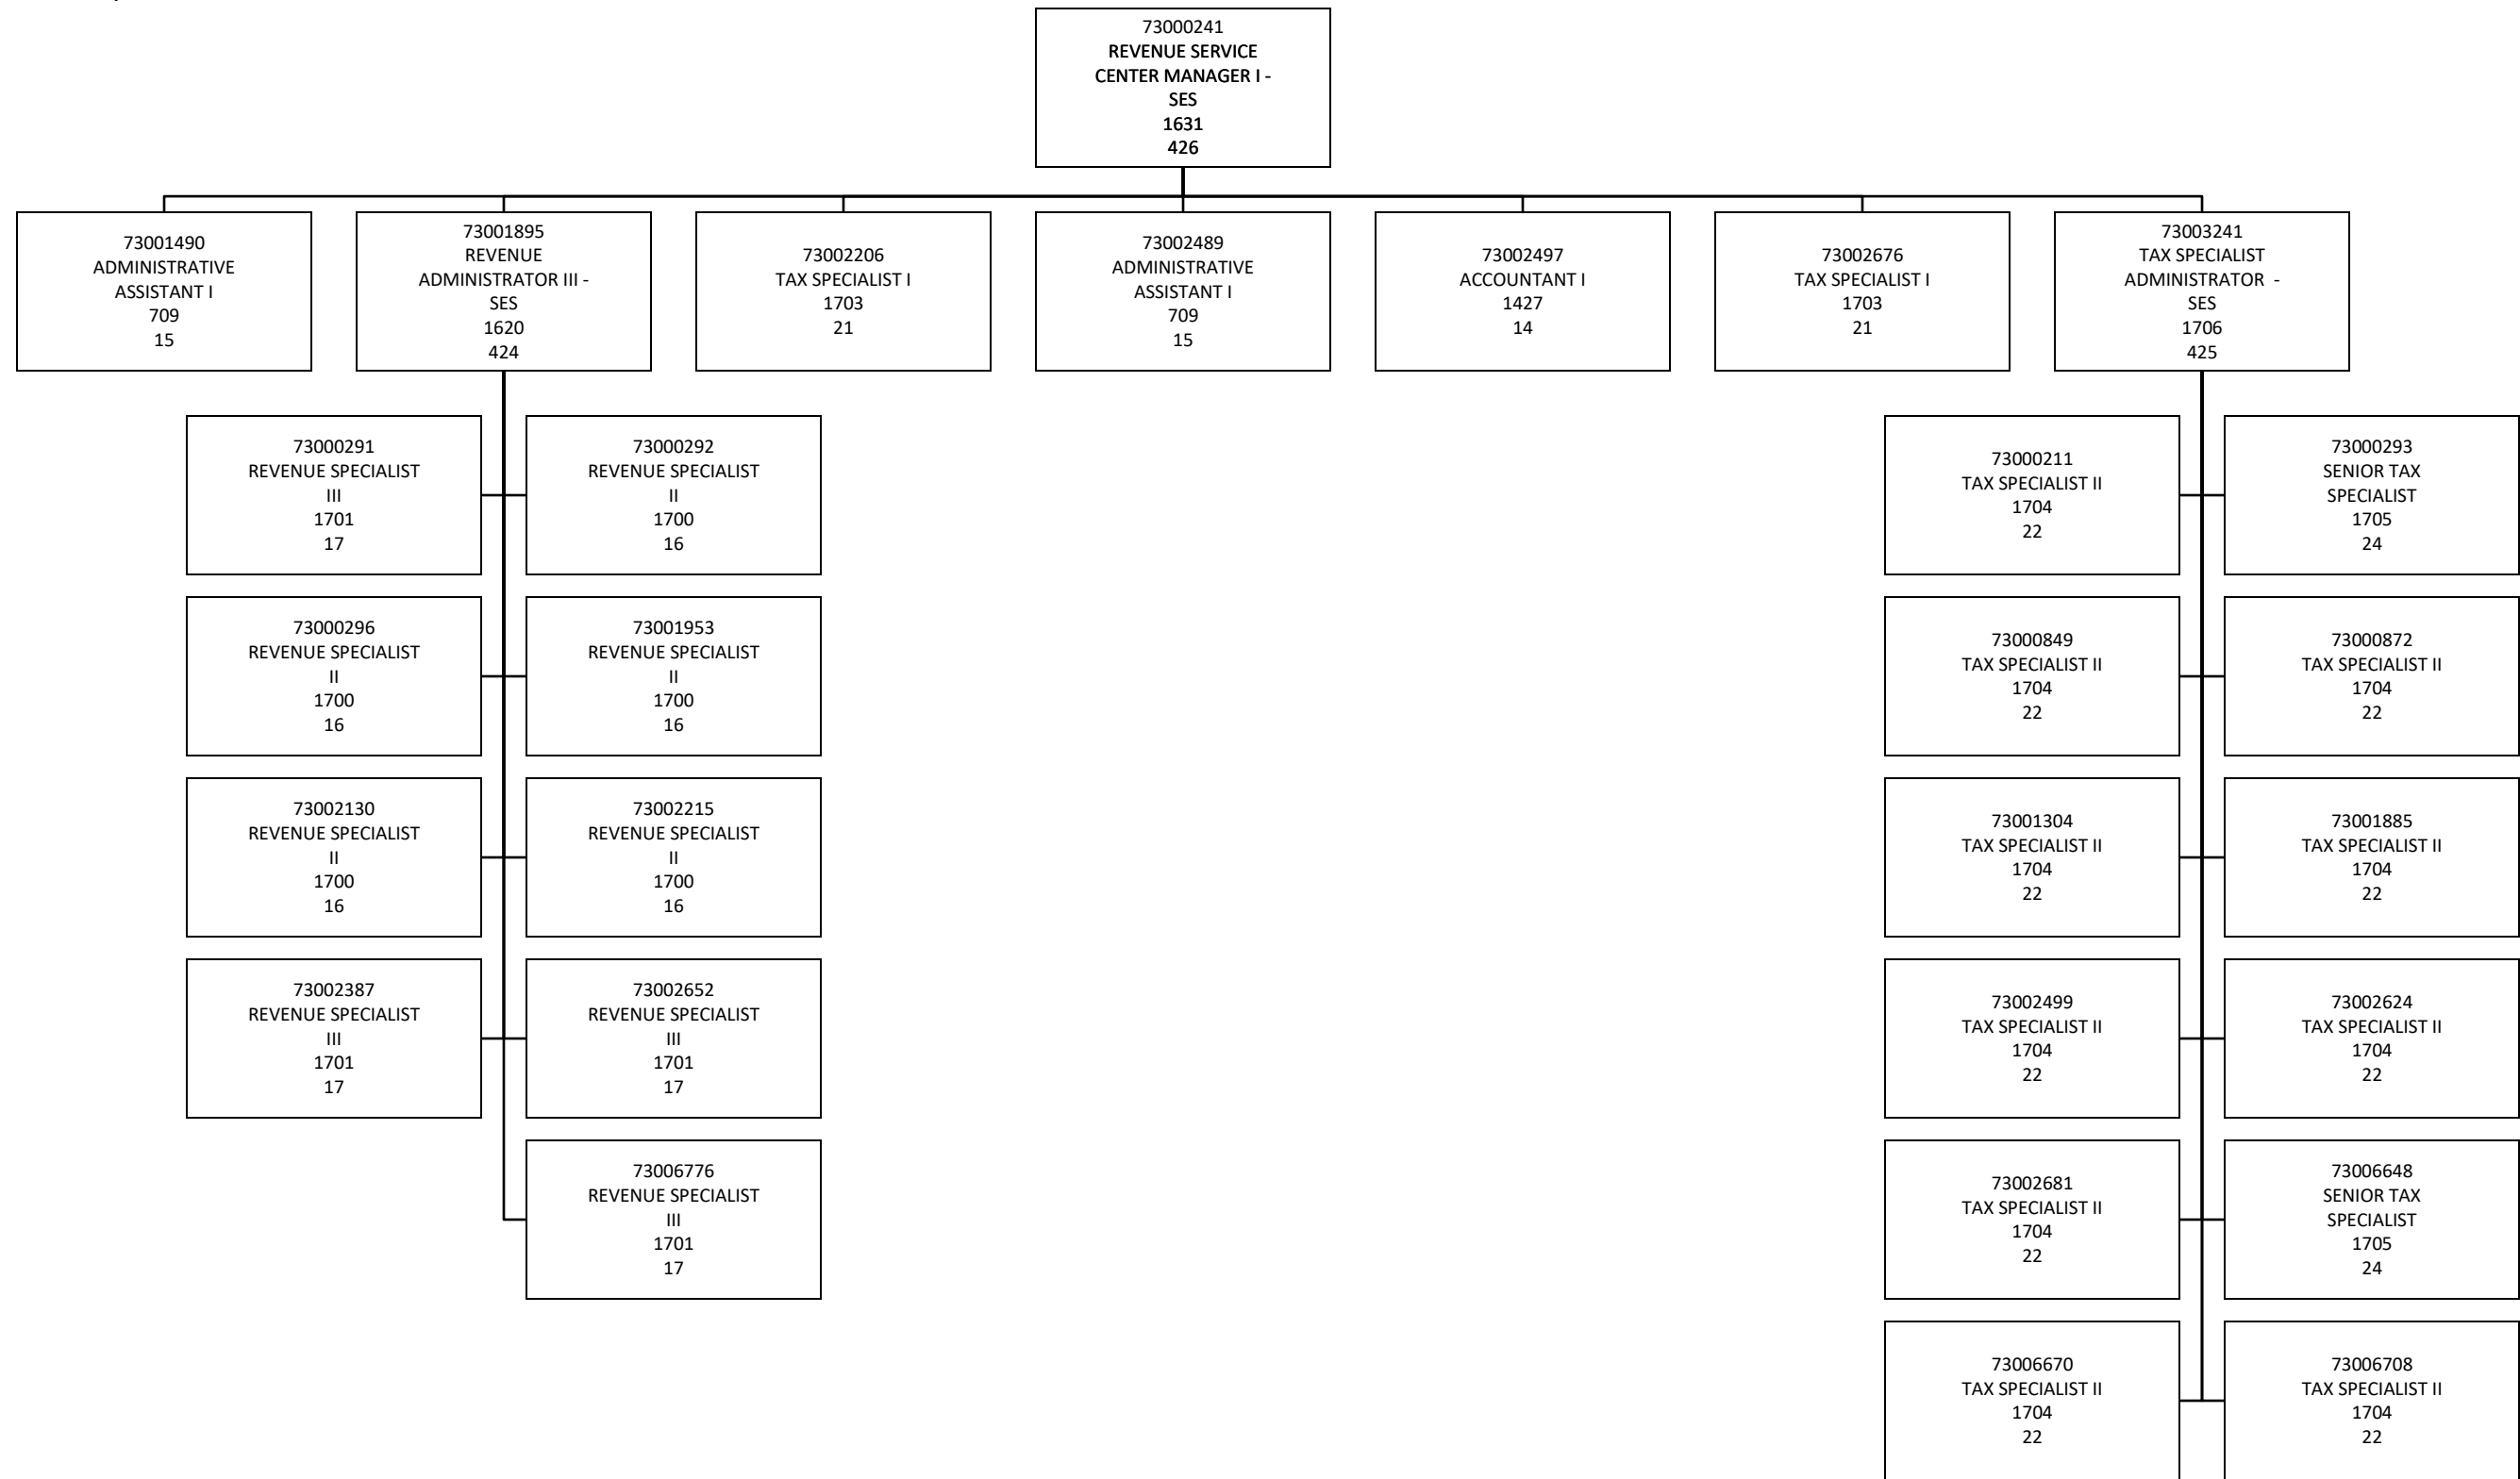 73000241
REVENUE SERVICE
CENTER MANAGER I -
SES
1631
426
73001490
ADMINISTRATIVE
ASSISTANT I
709
15
73001895
REVENUE
ADMINISTRATOR III -
SES
1620
424
73002206
TAX SPECIALIST I
1703
21
73002489
ADMINISTRATIVE
ASSISTANT I
709
15
73002497
ACCOUNTANT I
1427
14
73002676
TAX SPECIALIST I
1703
21
73003241
TAX SPECIALIST
ADMINISTRATOR -
SES
1706
425
73000291
REVENUE SPECIALIST
III
1701
17
73000292
REVENUE SPECIALIST
II
1700
16
73000296
REVENUE SPECIALIST
II
1700
16
73001953
REVENUE SPECIALIST
II
1700
16
73002130
REVENUE SPECIALIST
II
1700
16
73002215
REVENUE SPECIALIST
II
1700
16
73002387
REVENUE SPECIALIST
III
1701
17
73002652
REVENUE SPECIALIST
III
1701
17
73006776
REVENUE SPECIALIST
III
1701
17
73000211
TAX SPECIALIST II
1704
22
73000293
SENIOR TAX
SPECIALIST
1705
24
73000849
TAX SPECIALIST II
1704
22
73000872
TAX SPECIALIST II
1704
22
73001304
TAX SPECIALIST II
1704
22
73001885
TAX SPECIALIST II
1704
22
73002499
TAX SPECIALIST II
1704
22
73002624
TAX SPECIALIST II
1704
22
73002681
TAX SPECIALIST II
1704
22
73006648
SENIOR TAX
SPECIALIST
1705
24
73006670
TAX SPECIALIST II
1704
22
73006708
TAX SPECIALIST II
1704
22